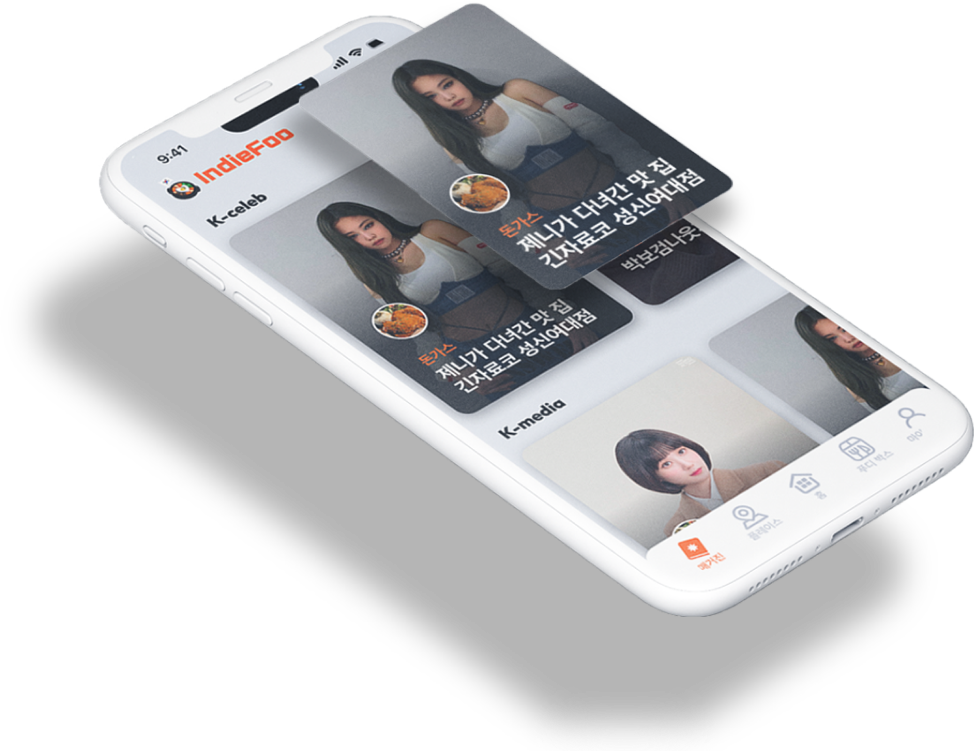 9:41
IndieFoo
K-celeb
돈가스
제니가 다녀간 맛 집
긴자료코 성신여대점
돈가스
제니가 다녀간 맛 집
긴자료코 성신여대점
박보검나웃
K-media
매거진
플레이스
홈
푸디 박스
마이